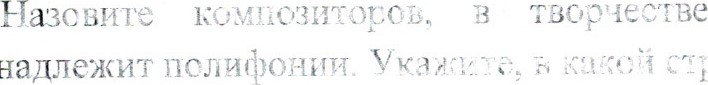 Назовите композиторов, в творчестве
надлежит полифонии. Укажите, в какой стр